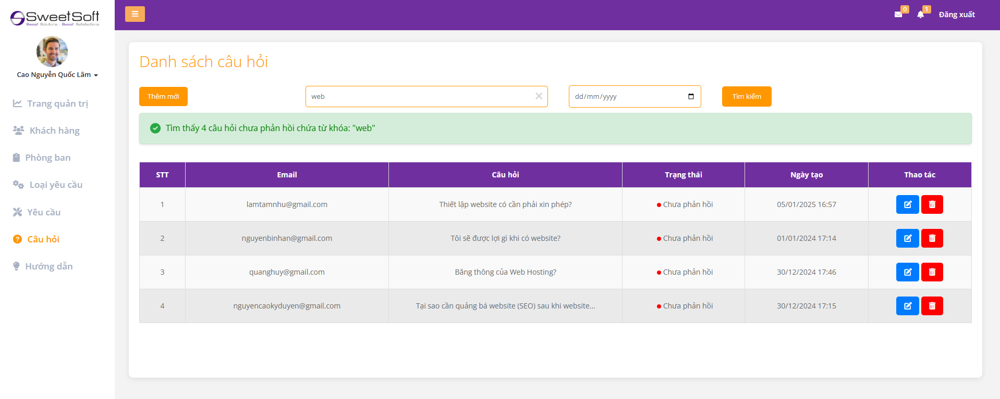 SweetSoft
Sweet Solutions - Sweet Satisfactions
0
1
Đăng xuất
Cao Nguyễn Quốc Lâm
Trang quản trị
Khách hàng
Phòng ban
Loại yêu cầu
Yêu cầu
Câu hỏi
Hướng dẫn
Danh sách câu hỏi
Thêm mới
web
dd/mm/yyyy
Tìm kiếm
Tìm thấy 4 câu hỏi chưa phản hồi chứa từ khóa: "web"
STT Email Câu hỏi Trạng thái Ngày tạo Thao tác
1 lamtamnhu@gmail.com Thiết lập website có cần phải xin phép? Chưa phản hồi 05/01/2025 16:57
2 nguyenbinhan@gmail.com Tôi sẽ được lợi gì khi có website? Chưa phản hồi 01/01/2024 17:14
3 quanghuy@gmail.com Băng thông của Web Hosting? Chưa phản hồi 30/12/2024 17:46
4 nguyencaokyduyen@gmail.com Tại sao cần quảng bá website (SEO) sau khi website... Chưa phản hồi 30/12/2024 17:15